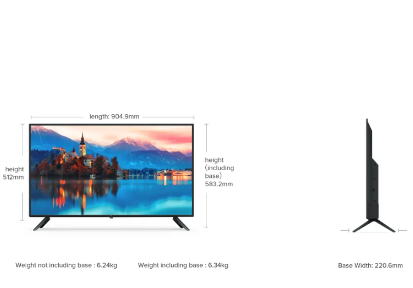 length: 904.9mm
height
512mm
height
(including
base)
583.2mm
Weight not including base : 6.24kg
Weight including base : 6.34kg
Base Width: 220.6mm